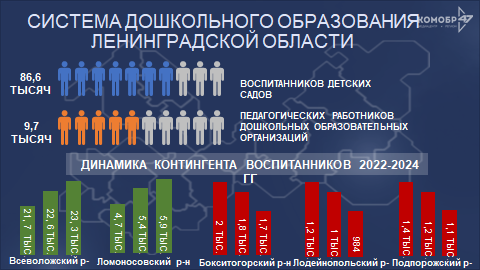 СИСТЕМА ДОШКОЛЬНОГО ОБРАЗОВАНИЯ
ЛЕНИНГРАДСКОЙ ОБЛАСТИ
КОМОБР47
86,6
ТЫСЯЧ
ВОСПИТАННИКОВ ДЕТСКИХ
САДОВ
9,7
ТЫСЯЧ
ПЕДАГОГИЧЕСКИХ РАБОТНИКОВ
ДОШКОЛЬНЫХ ОБРАЗОВАТЕЛЬНЫХ
ОРГАНИЗАЦИЙ
ДИНАМИКА КОНТИНГЕНТА ВОСПИТАННИКОВ 2022-2024
ГГ
21,7 ТЫС.
22,6 ТЫС.
23,3 ТЫС.
Всеволожский р-
4,7 ТЫС.
5,4 ТЫС.
5,9 ТЫС.
Ломоносовский р-н
2 ТЫС.
1,8 ТЫС.
1,7 ТЫС.
Бокситогорский р-н
1,2 ТЫС.
1 ТЫС.
984
Лодейнопольский р-
1,4 ТЫС.
1,2 ТЫС.
1,1 ТЫС.
Подпорожский р-